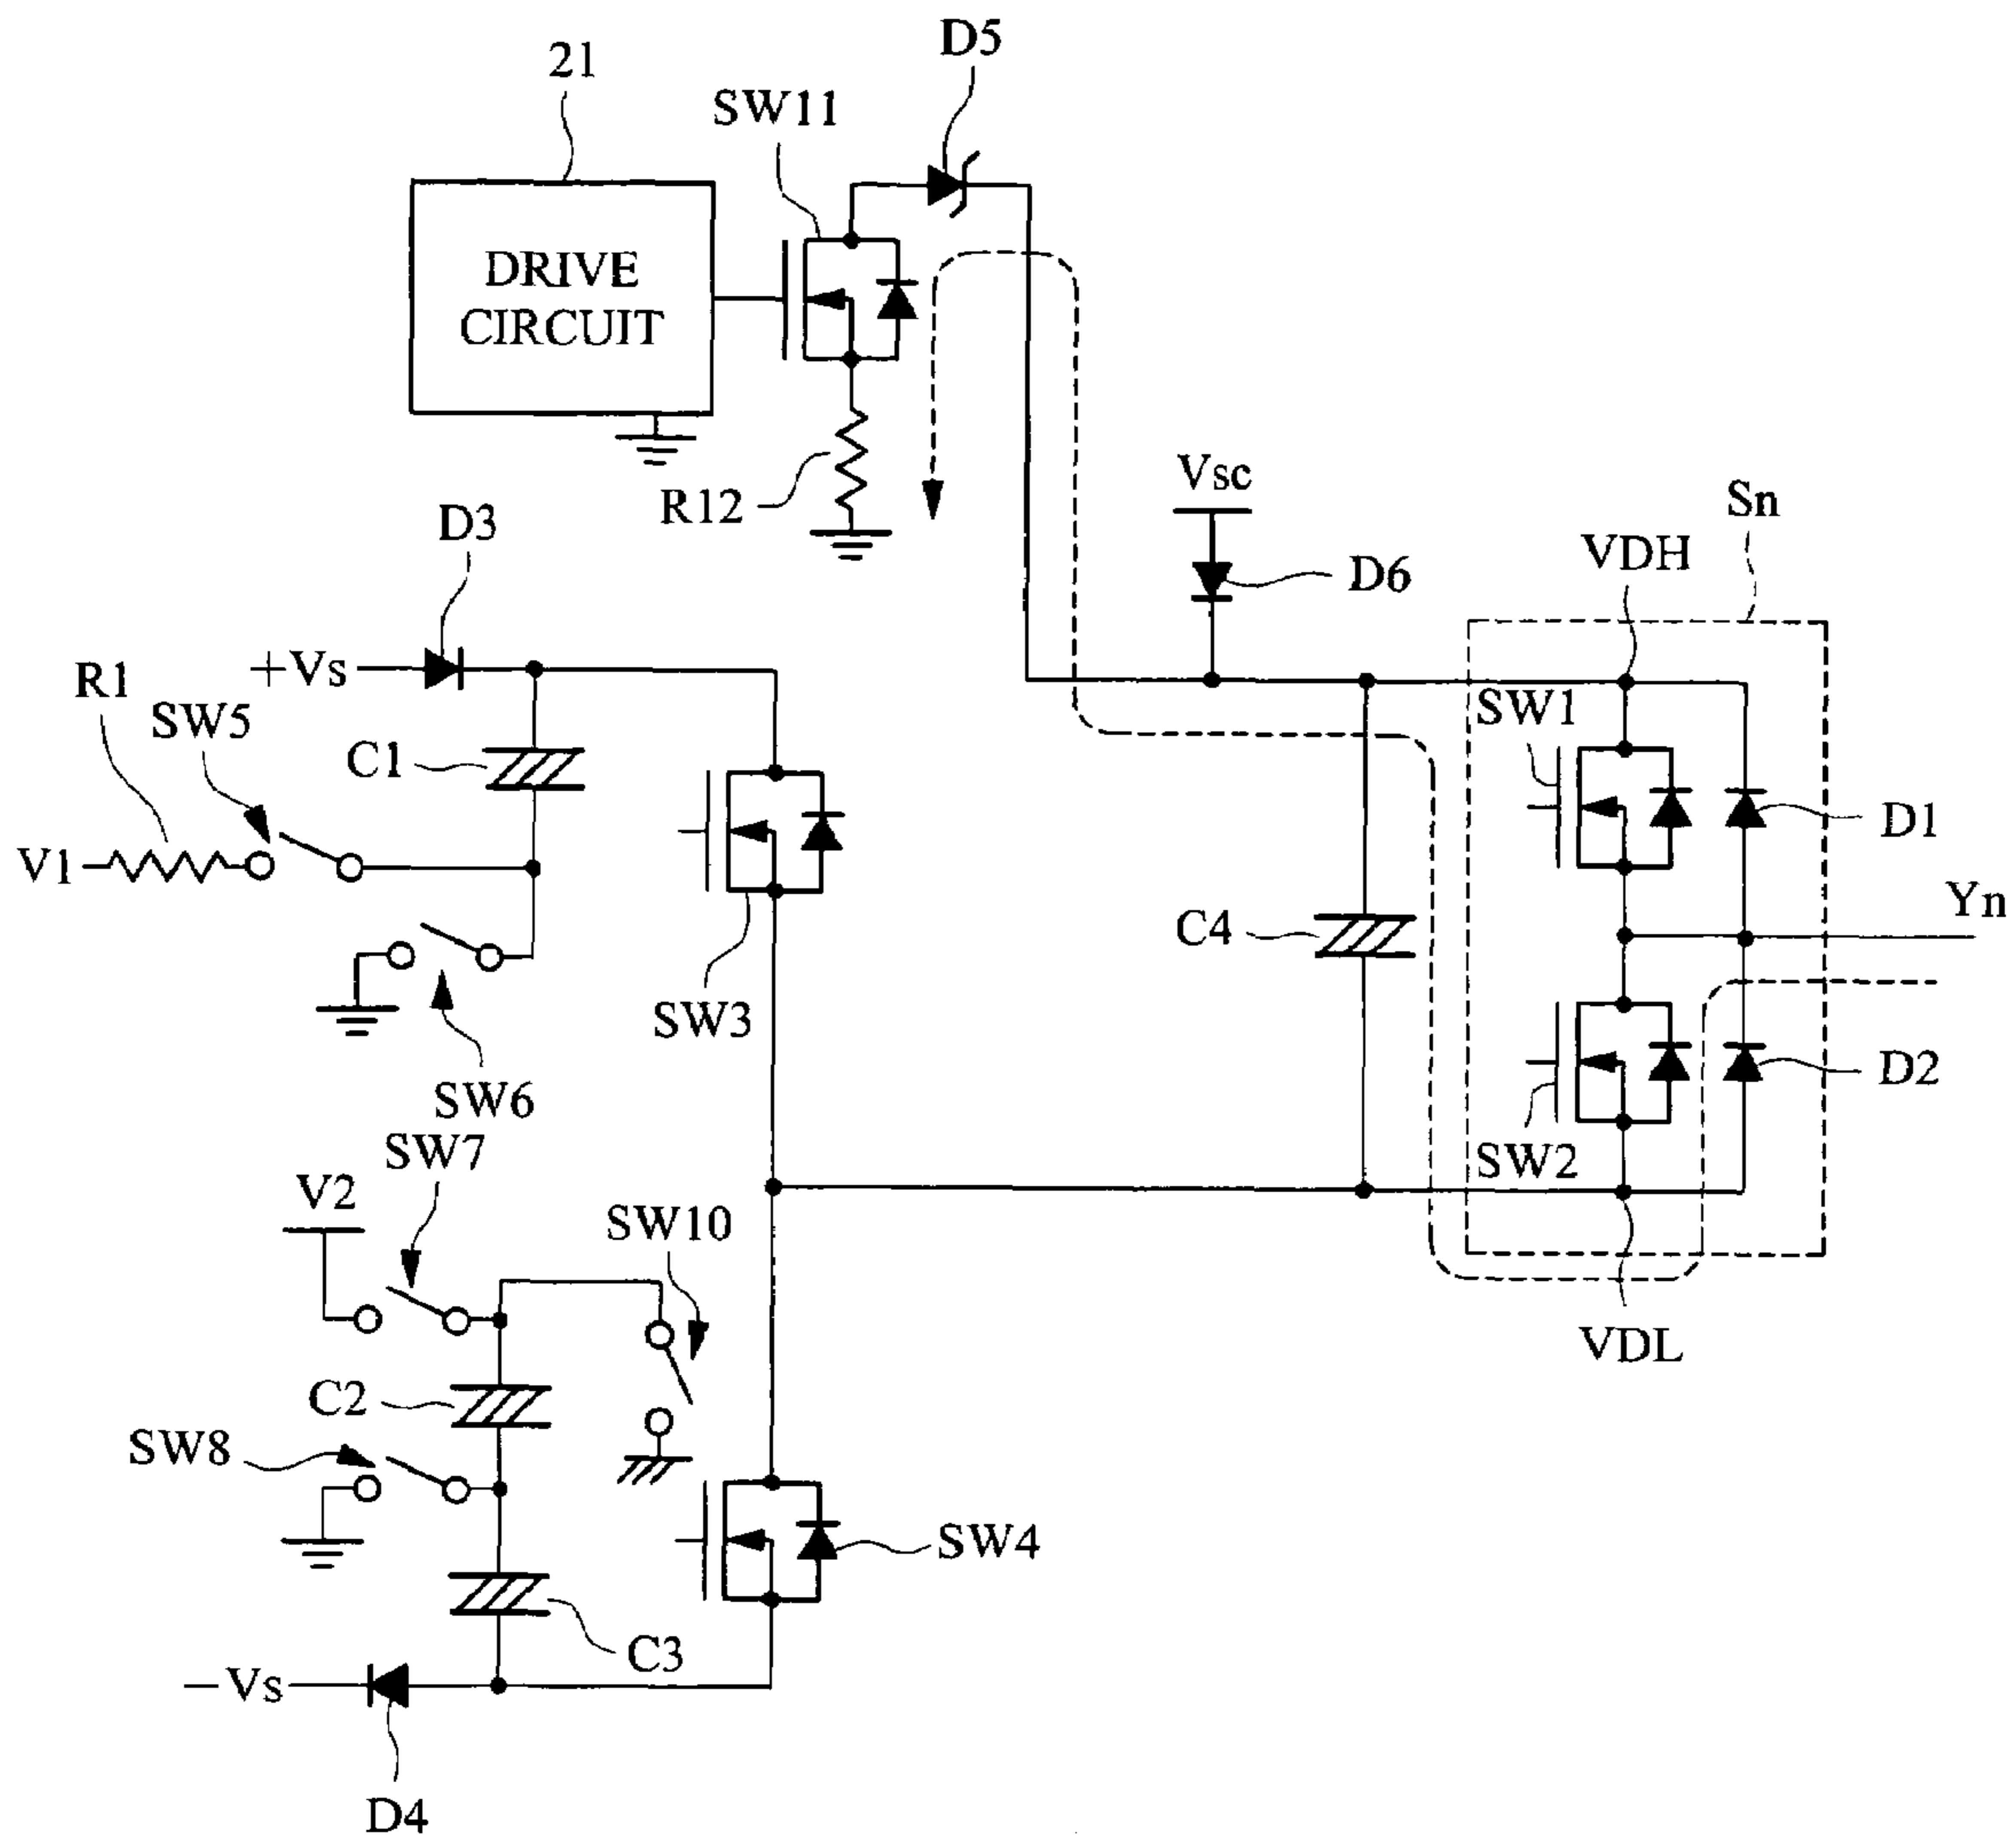 D5
21
SW11
DRIVE
CIRCUIT
Vsc
R12
Sn
D3
VDH
D6
+Vs
R1
SW5
SW1
C1
D1
V1
Yn
C4
SW3
D2
SW6
SW7
SW2
V2
SW10
VDL
C2
SW8
SW4
C3
−Vs
D4